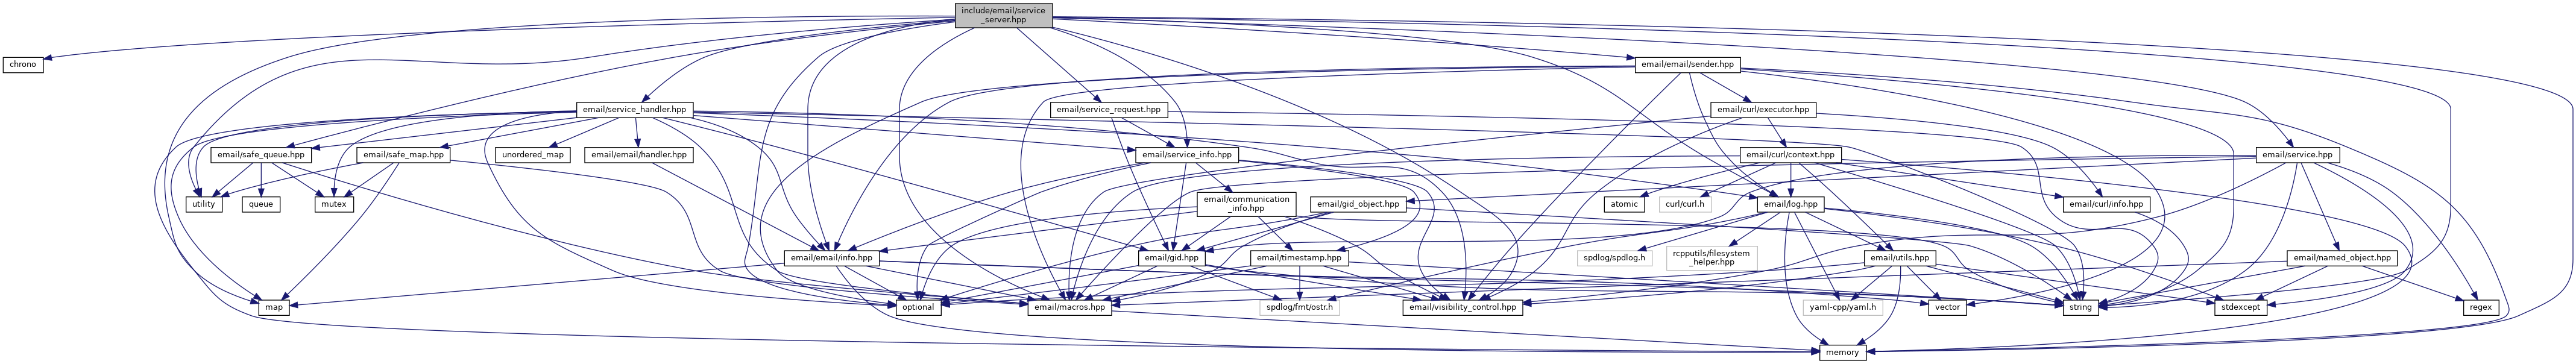 include/email/service
_server.hpp
chrono
email/email/sender.hpp
email/service_handler.hpp
email/service_request.hpp
email/curl/executor.hpp
email/safe_queue.hpp
email/safe_map.hpp
unordered_map
email/email/handler.hpp
email/service_info.hpp
email/curl/context.hpp
email/service.hpp
utility
queue
mutex
email/communication
_info.hpp
email/gid_object.hpp
atomic
curl/curl.h
email/log.hpp
email/curl/info.hpp
email/email/info.hpp
email/gid.hpp
email/timestamp.hpp
spdlog/spdlog.h
rcpputils/filesystem
_helper.hpp
email/utils.hpp
email/named_object.hpp
map
optional
email/macros.hpp
spdlog/fmt/ostr.h
email/visibility_control.hpp
yaml-cpp/yaml.h
vector
string
stdexcept
regex
memory